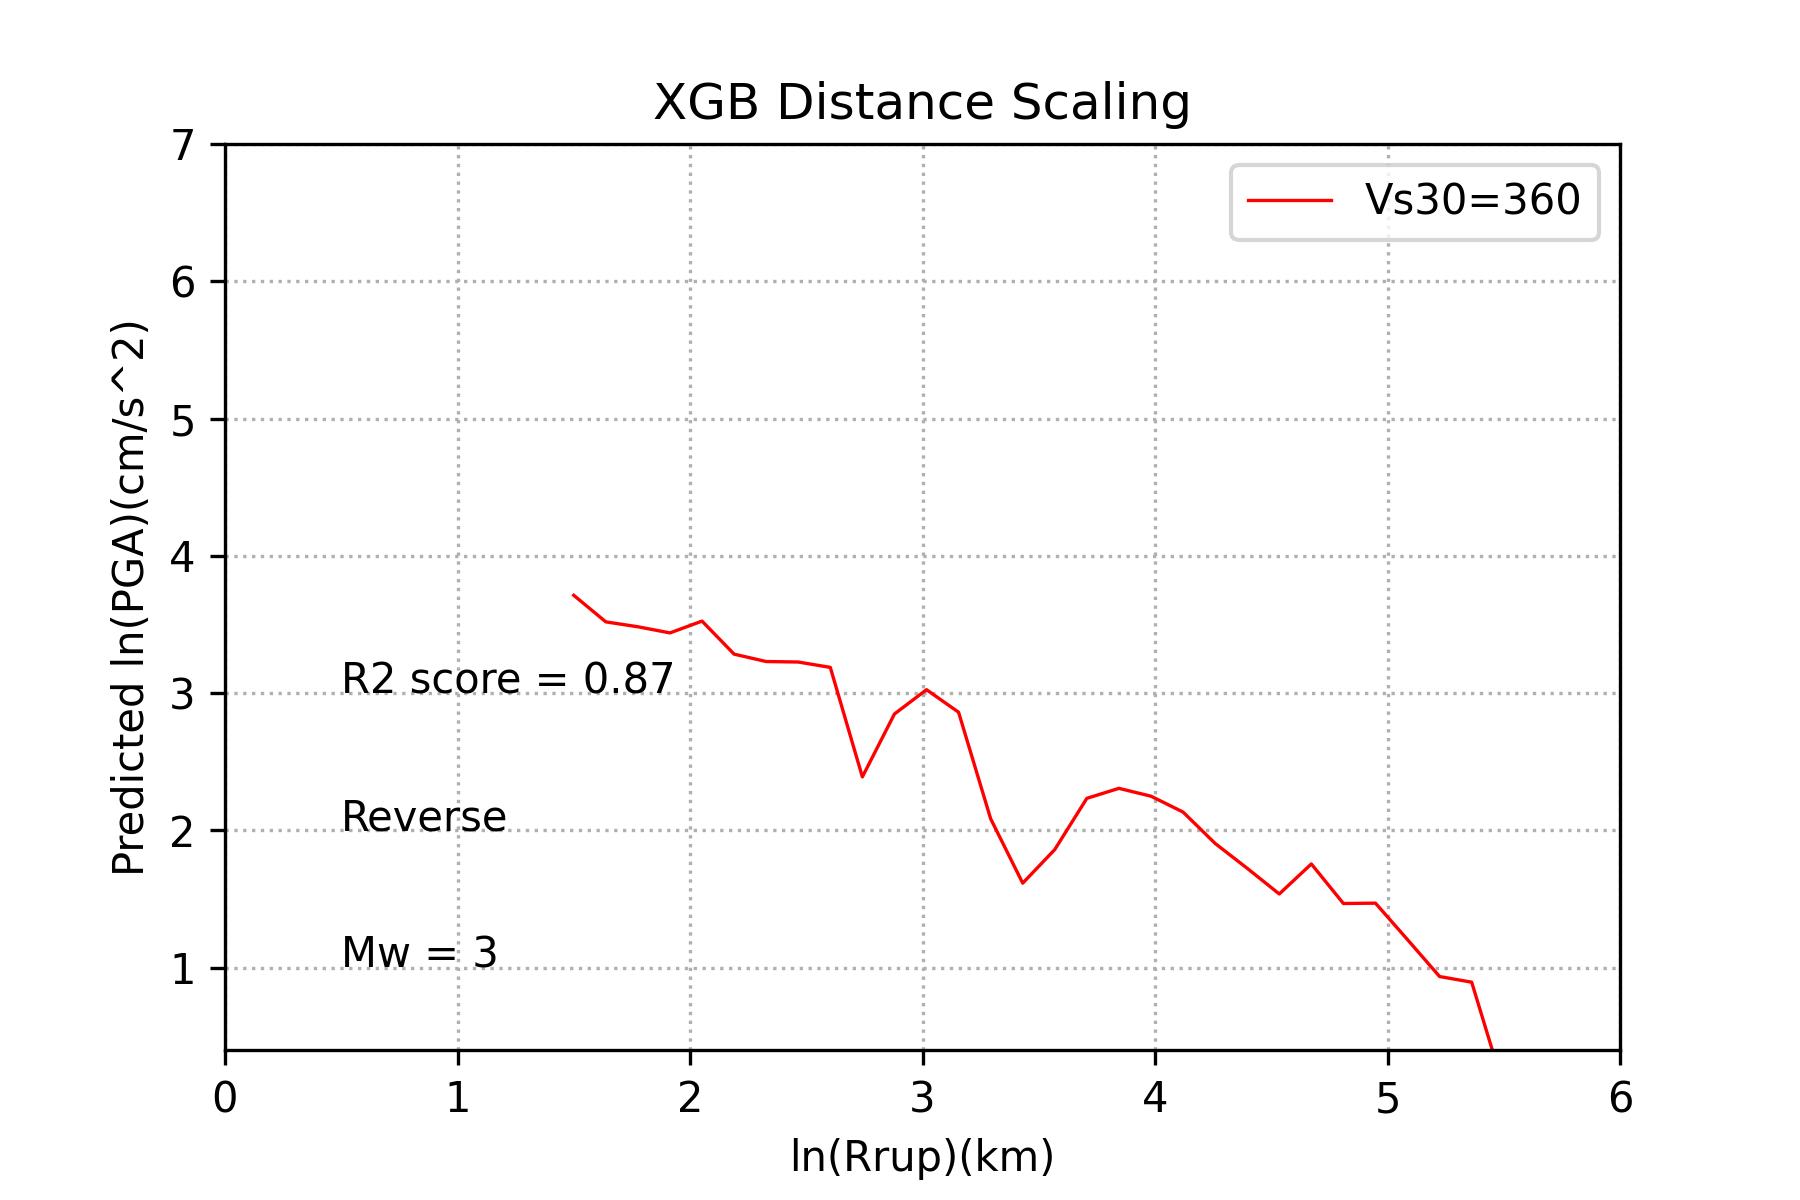 XGB Distance Scaling
7
6
5
4
3
2
1
Predicted ln(PGA)(cm/s^2)
Vs30=360
R2 score = 0.87
Reverse
Mw = 3
0 1 2 3 4 5 6
ln(Rrup)(km)